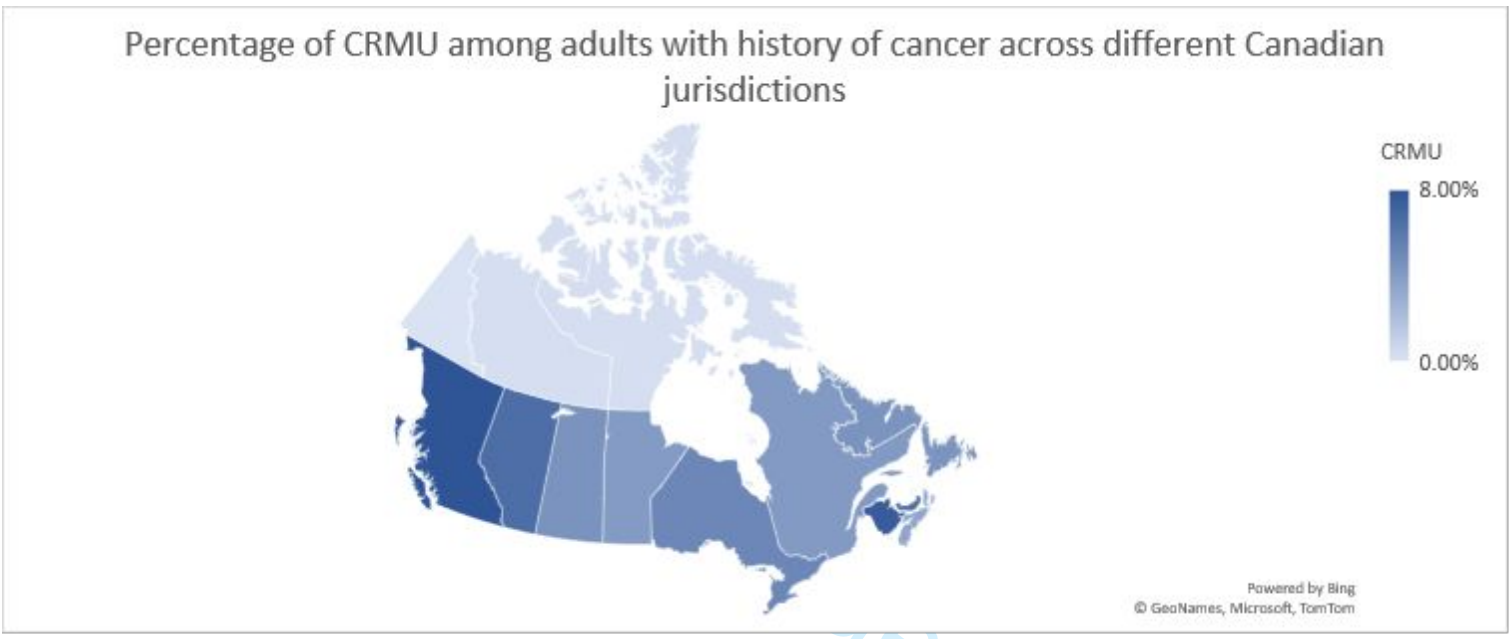 Percentage of CRMU among adults with history of cancer across different Canadian
jurisdictions
CRMU
8.00%
0.00%
Powered by Bing
© GeoNames, Microsoft, TomTom